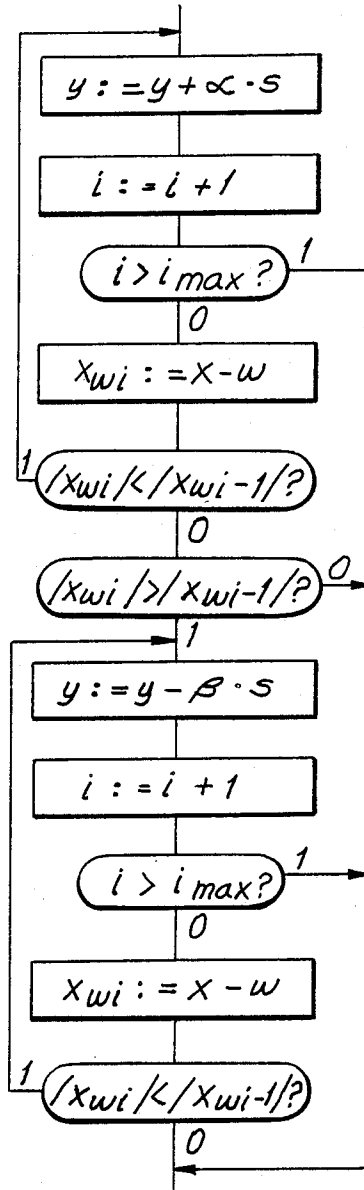 y := y + α · s
i := i + 1
i > i max ?
1
0
xwi := x - w
1
/xwi/</xwi-1/?
0
/xwi/>/xwi-1/?
0
1
y := y - β · s
i := i + 1
i > i max ?
1
0
xwi := x - w
1
/xwi/</xwi-1/?
0